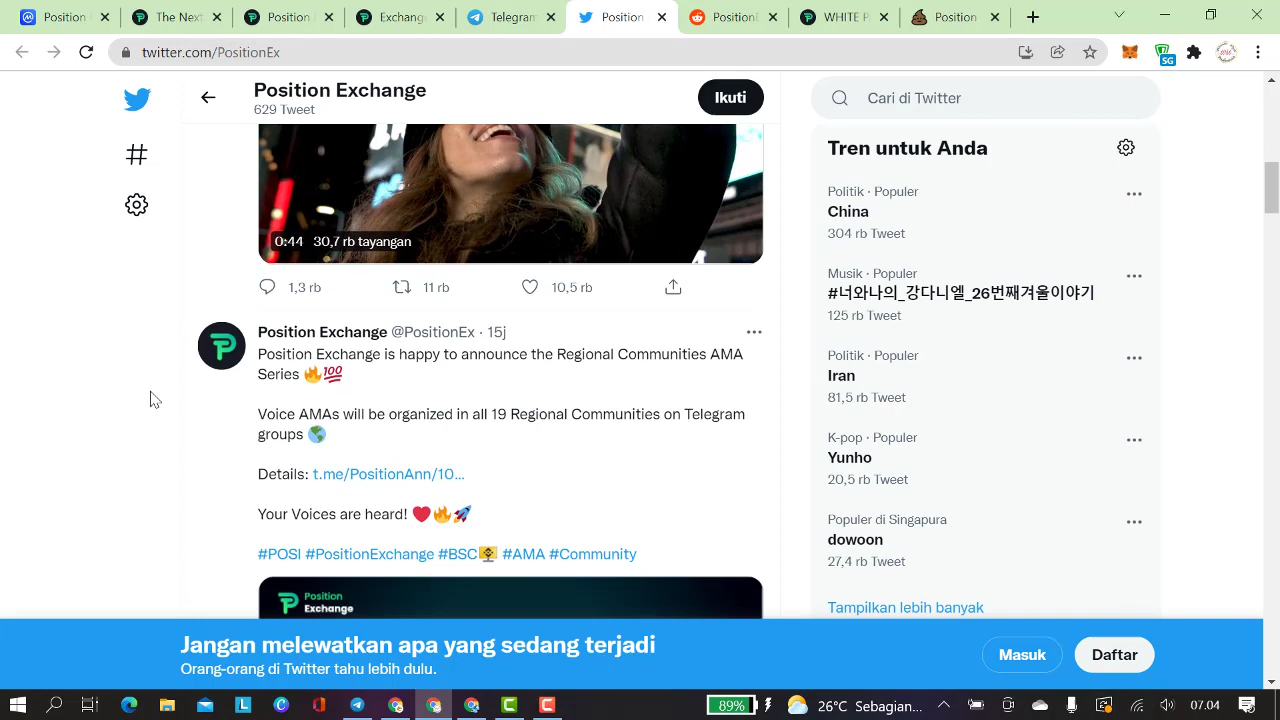 Position
The Next
Position
Position Exchang
Telegram
Position
Position
WHITE P
Position
twitter.com/PositionEx
SG
Position Exchange
629 Tweet
Ikuti
Cari di Twitter
0:44 30,7 rb tayangan
1,3 rb 11 rb 10,5 rb
Position Exchange @PositionEx · 15j
Position Exchange is happy to announce the Regional Communities AMA
Series 🔥💯
Voice AMAs will be organized in all 19 Regional Communities on Telegram
groups 🌎
Details: t.me/PositionAnn/10…
Your Voices are heard! ❤️🔥🚀
#POSI #PositionExchange #BSC #AMA #Community
Position
Exchange
Tren untuk Anda
Politik · Populer
China
304 rb Tweet
Musik · Populer
#너와나의_강다니엘_26번째겨울이야기
125 rb Tweet
Politik · Populer
Iran
81,5 rb Tweet
K-pop · Populer
Yunho
20,5 rb Tweet
Populer di Singapura
dowoon
27,4 rb Tweet
Tampilkan lebih banyak
Jangan melewatkan apa yang sedang terjadi
Orang-orang di Twitter tahu lebih dulu.
Masuk
Daftar
89%
26°C Sebagian...
07.04